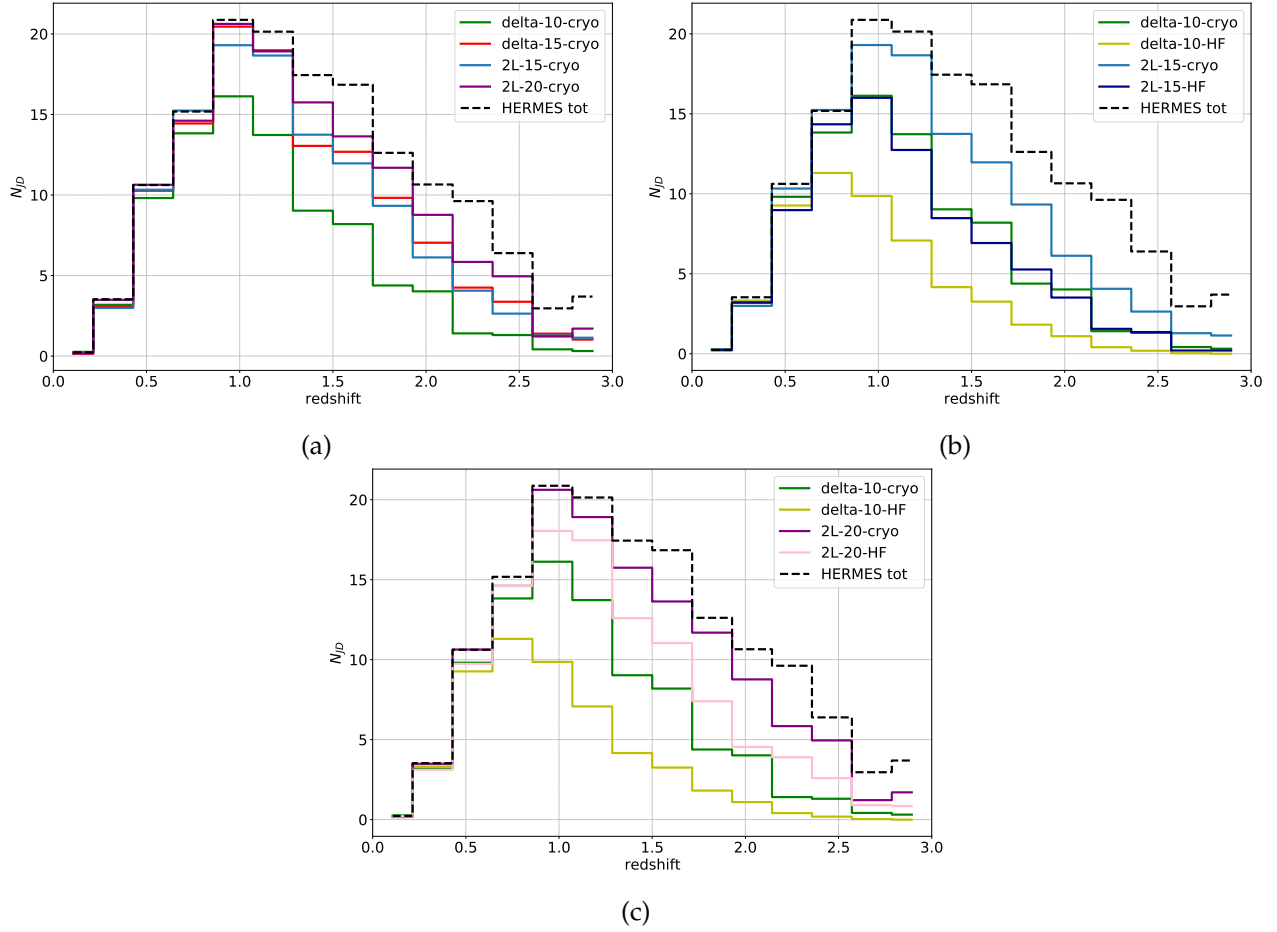 delta-10-cryo
delta-15-cryo
2L-15-cryo
2L-20-cryo
HERMES tot
20
15
10
5
0
N_JD
0.0 0.5 1.0 1.5 2.0 2.5 3.0
redshift
(a)
delta-10-cryo
delta-10-HF
2L-15-cryo
2L-15-HF
HERMES tot
20
15
10
5
0
N_JD
0.0 0.5 1.0 1.5 2.0 2.5 3.0
redshift
(b)
delta-10-cryo
delta-10-HF
2L-20-cryo
2L-20-HF
HERMES tot
20
15
10
5
0
N_JD
0.0 0.5 1.0 1.5 2.0 2.5 3.0
redshift
(c)